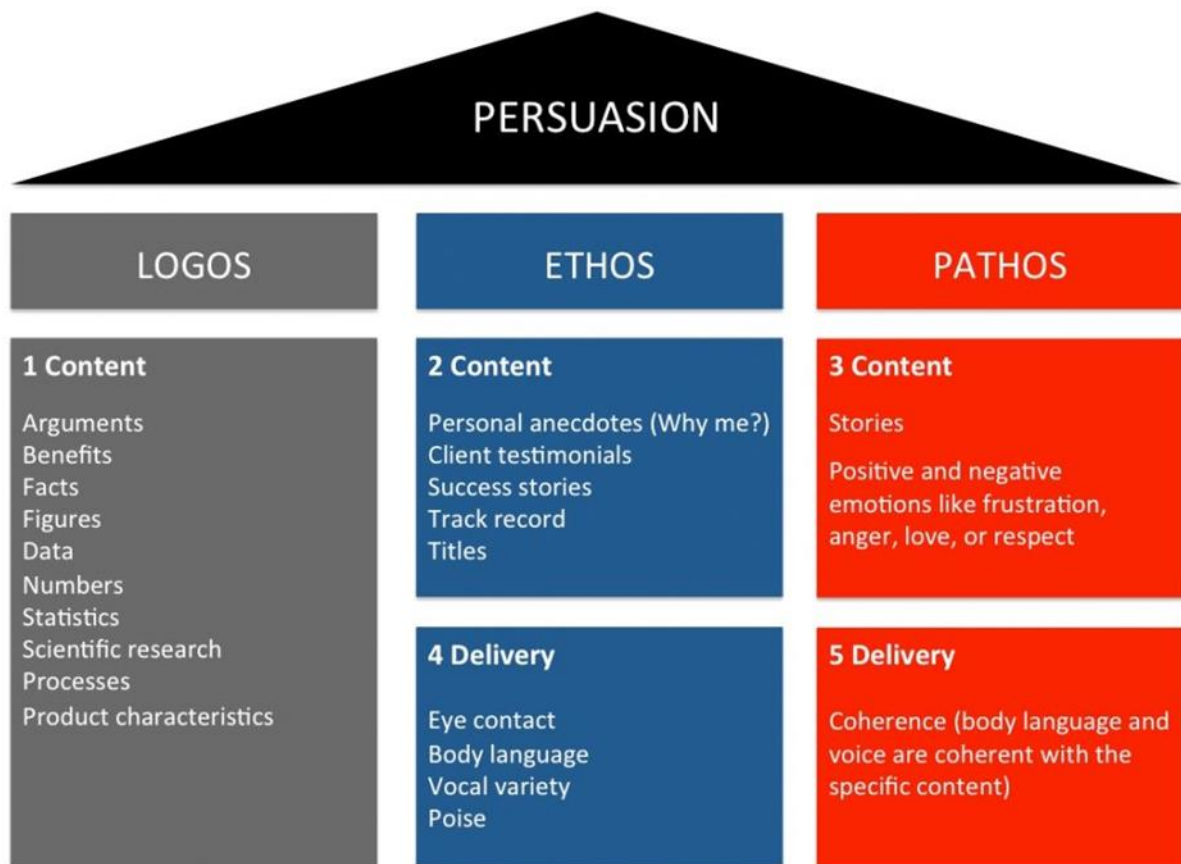 PERSUASION
LOGOS
ETHOS
PATHOS
1 Content
Arguments
Benefits
Facts
Figures
Data
Numbers
Statistics
Scientific research
Processes
Product characteristics
2 Content
Personal anecdotes (Why me?)
Client testimonials
Success stories
Track record
Titles
4 Delivery
Eye contact
Body language
Vocal variety
Poise
3 Content
Stories
Positive and negative
emotions like frustration,
anger, love, or respect
5 Delivery
Coherence (body language and
voice are coherent with the
specific content)